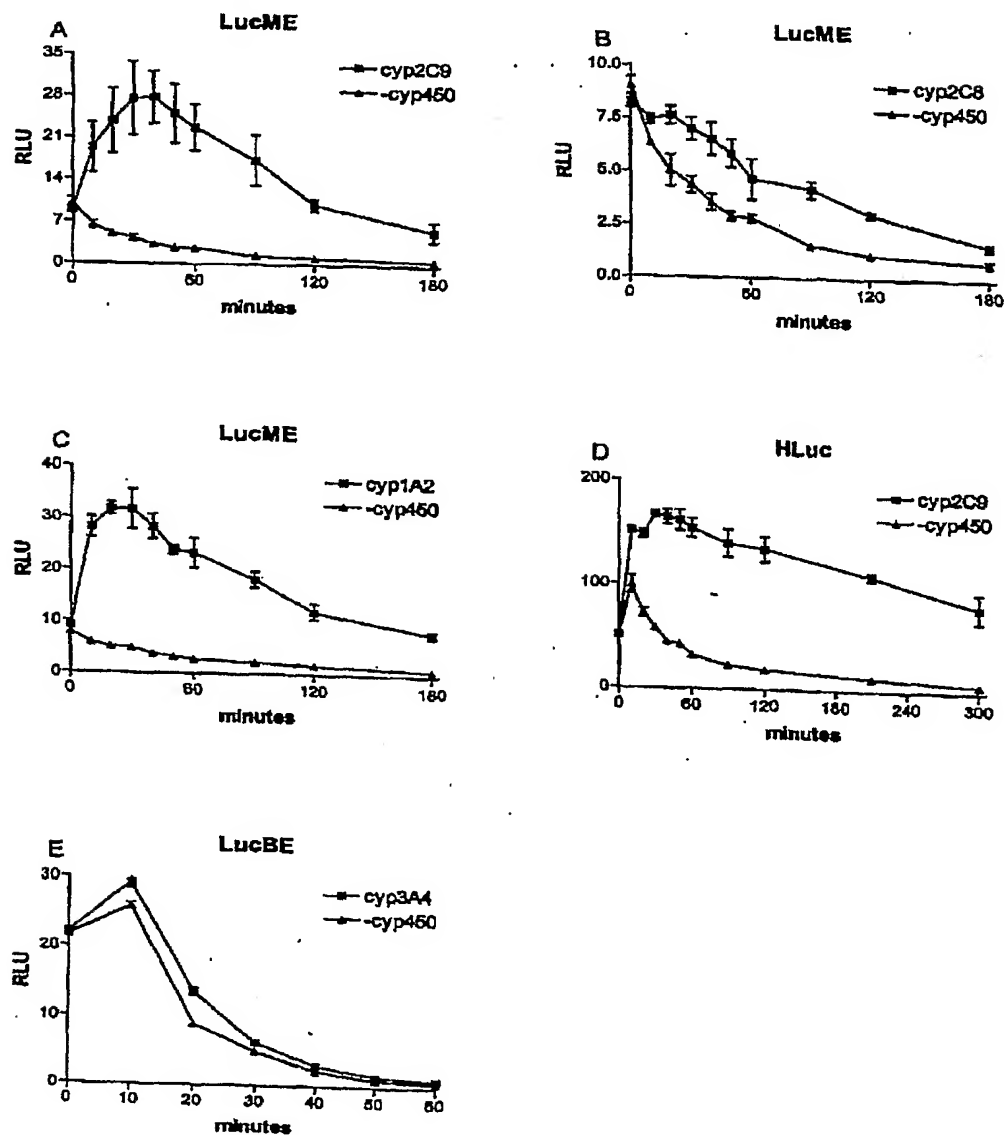 A
LucME
35
28
21
14
7
0
RLU
cyp2C9
-cyp450
0
60
120
180
minutes
B
LucME
10.0
7.5
5.0
2.5
0.0
RLU
cyp2C8
-cyp450
0
60
120
180
minutes
C
LucME
40
30
20
10
0
RLU
cyp1A2
-cyp450
0
60
120
180
minutes
D
HLuc
200
100
0
RLU
cyp2C9
-cyp450
0
60
120
180
240
300
minutes
E
LucBE
30
20
10
0
RLU
cyp3A4
-cyp450
0
10
20
30
40
50
60
minutes